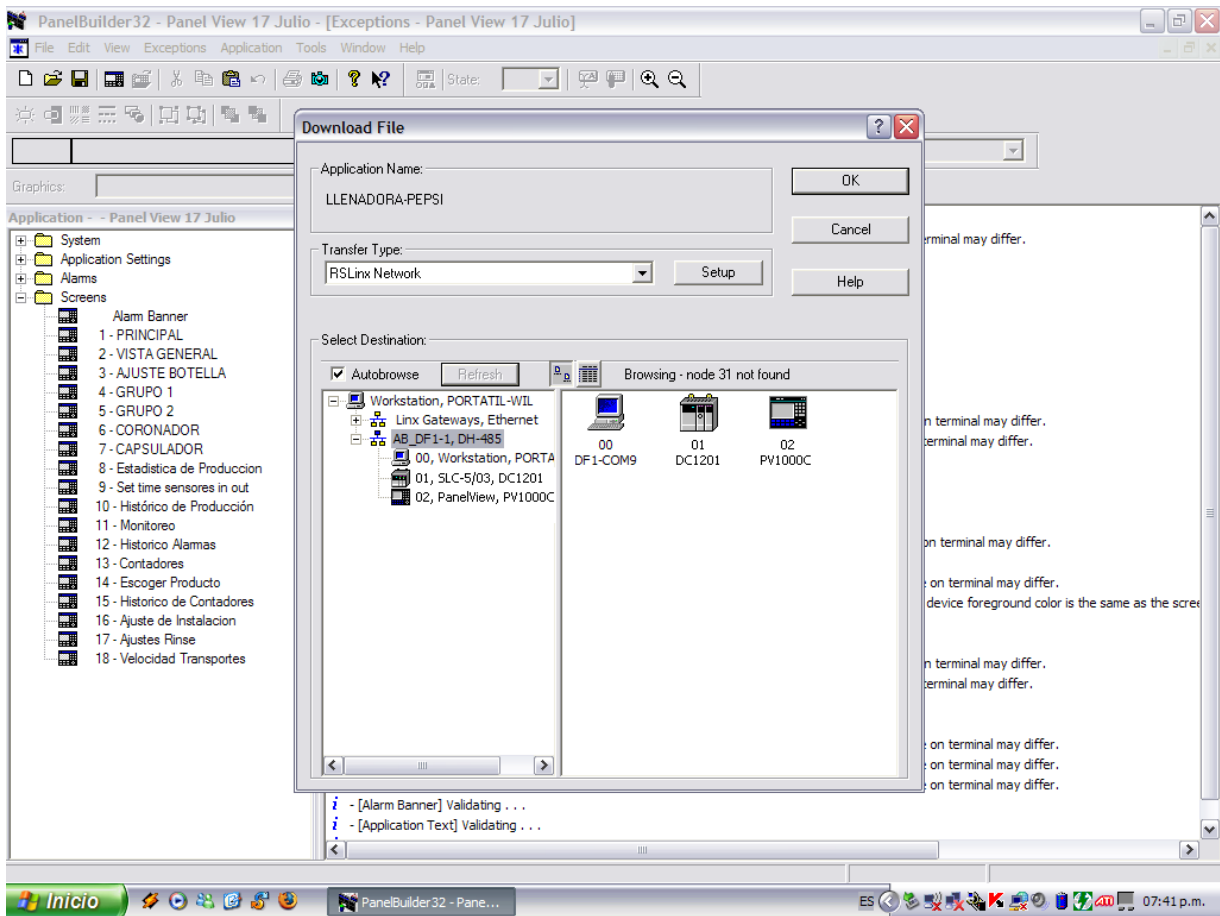 PanelBuilder32 - Panel View 17 Julio - [Exceptions - Panel View 17 Julio]
File Edit View Exceptions Application Tools Window Help
State:
Graphics:
Application - - Panel View 17 Julio
System
Application Settings
Alarms
Screens
Alarm Banner
1 - PRINCIPAL
2 - VISTA GENERAL
3 - AJUSTE BOTELLA
4 - GRUPO 1
5 - GRUPO 2
6 - CORONADOR
7 - CAPSULADOR
8 - Estadistica de Produccion
9 - Set time sensores in out
10 - Histórico de Producción
11 - Monitoreo
12 - Historico Alarmas
13 - Contadores
14 - Escoger Producto
15 - Historico de Contadores
16 - Ajuste de Instalacion
17 - Ajustes Rinse
18 - Velocidad Transportes
Download File
Application Name:
LLENADORA-PEPSI
OK
Cancel
Help
Transfer Type:
RSLinx Network
Setup
Select Destination:
Autobrowse
Refresh
Browsing - node 31 not found
Workstation, PORTATIL-WIL
Linx Gateways, Ethernet
AB_DF1-1, DH-485
00, Workstation, PORTA
01, SLC-5/03, DC1201
02, PanelView, PV1000C
00
DF1-COM9
01
DC1201
02
PV1000C
erminal may differ.
n terminal may differ.
terminal may differ.
on terminal may differ.
on terminal may differ.
device foreground color is the same as the scree
n terminal may differ.
terminal may differ.
on terminal may differ.
on terminal may differ.
on terminal may differ.
i - [Alarm Banner] Validating . . .
i - [Application Text] Validating . . .
Inicio
PanelBuilder32 - Pane...
ES
07:41 p.m.